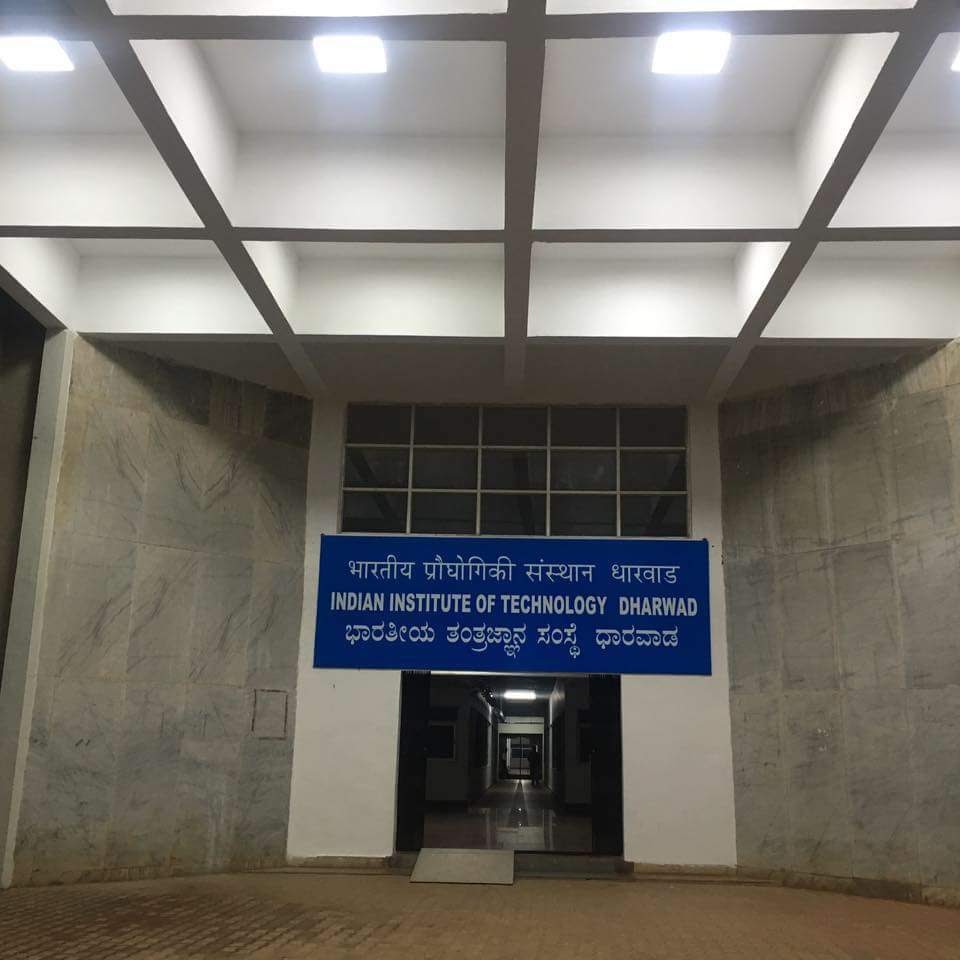 भारतीय प्रौघोगिकी संस्थान धारवाड
INDIAN INSTITUTE OF TECHNOLOGY DHARWAD
ಭಾರತೀಯ ತಂತ್ರಜ್ಞಾನ ಸಂಸ್ಥೆ ಧಾರವಾಡ